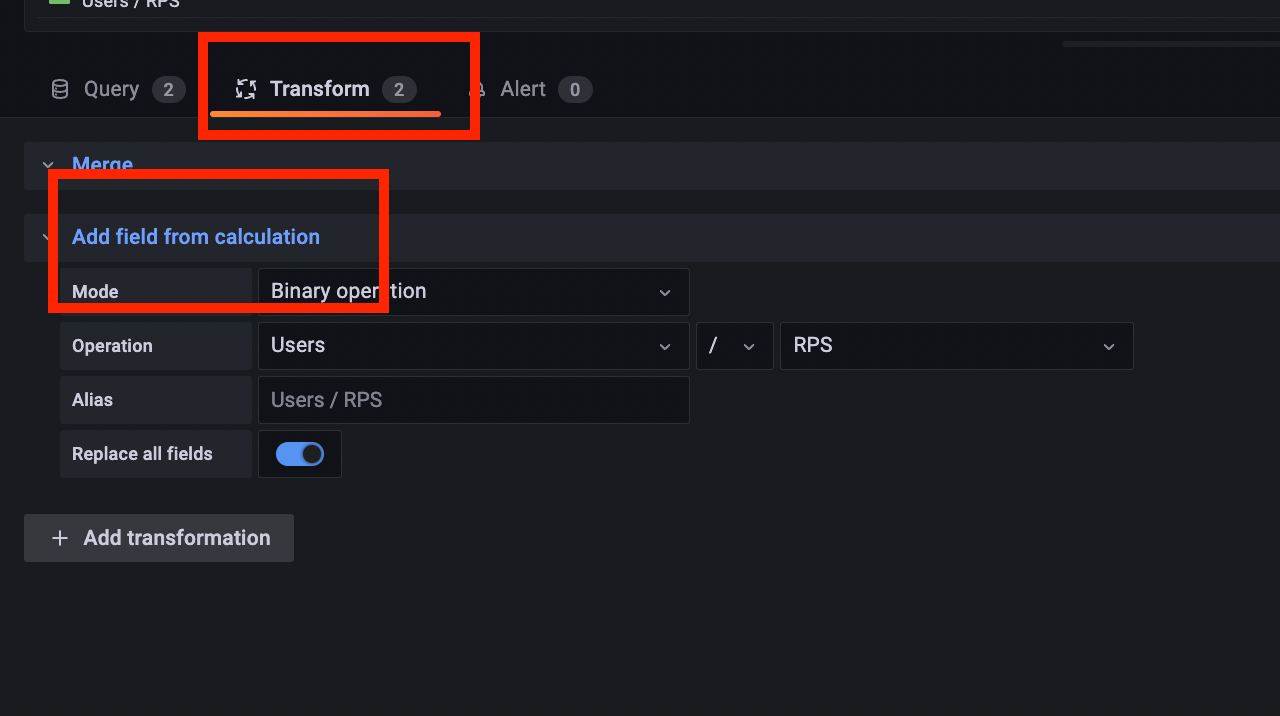 Users / RPS
Query 2 Transform 2 Alert 0
Merge
Add field from calculation
Mode Binary operation
Operation Users / RPS
Alias Users / RPS
Replace all fields
+ Add transformation